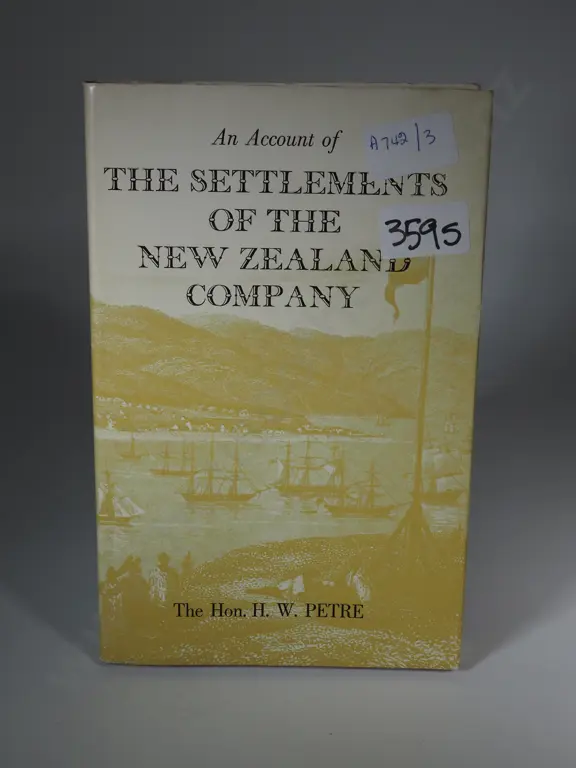 An Account of
THE SETTLEMENTS
OF THE
NEW ZEALAND
COMPANY
A742/3
3595
The Hon. H. W. PETRE